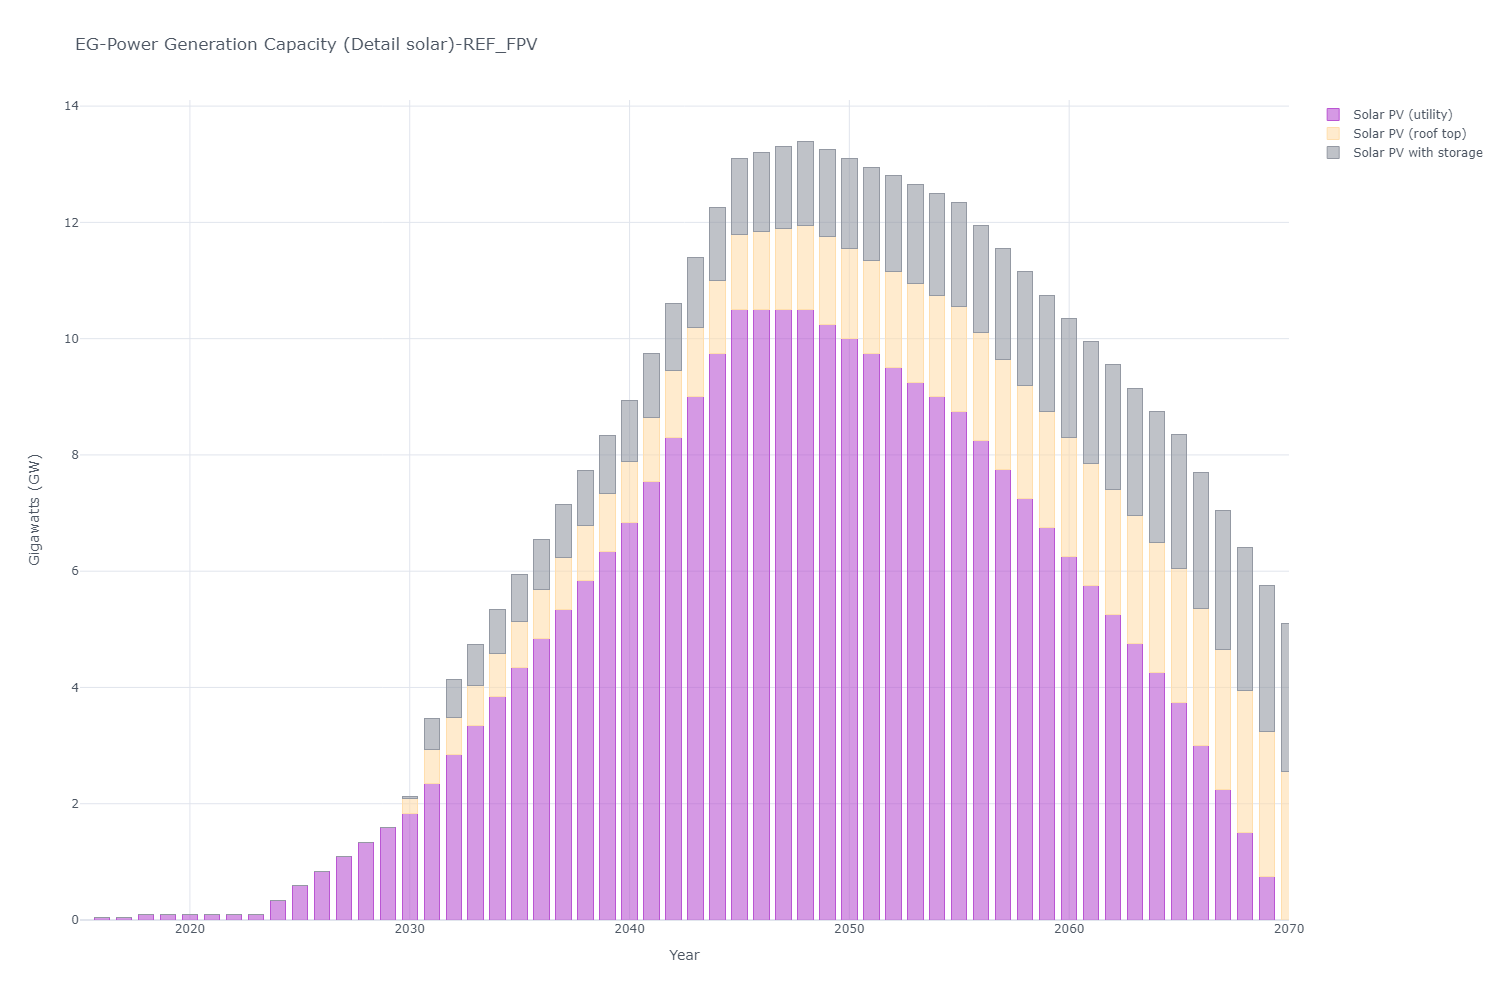 EG-Power Generation Capacity (Detail solar)-REF_FPV
14
12
10
8
6
4
2
0
Gigawatts (GW)
2020
2030
2040
2050
2060
2070
Year
Solar PV (utility)
Solar PV (roof top)
Solar PV with storage